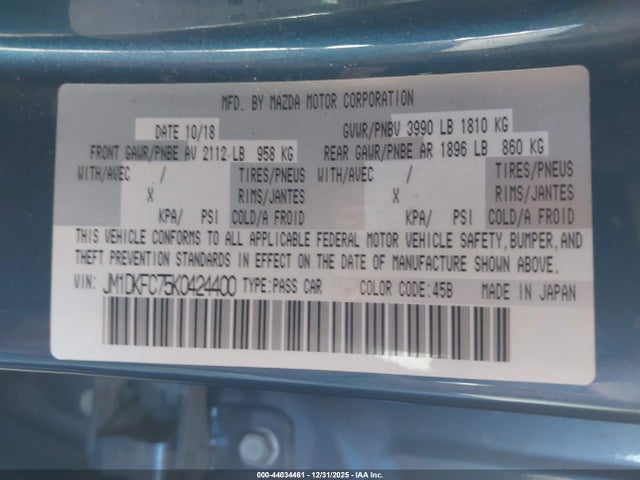 MFD. BY MAZDA MOTOR CORPORATION
DATE 10/18 GVWR/PNBV 3990 LB 1810 KG
FRONT GAWR/PNBE AV 2112 LB 958 KG REAR GAWR/PNBE AR 1896 LB 860 KG
WITH/AVEC / TIRES/PNEUS WITH/AVEC / TIRES/PNEUS
X RIMS/JANTES X RIMS/JANTES
KPA/ PSI COLD/A FROID KPA/ PSI COLD/A FROID
THIS VEHICLE CONFORMS TO ALL APPLICABLE FEDERAL MOTOR VEHICLE SAFETY, BUMPER, AND
THEFT PREVENTION STANDARDS IN EFFECT ON THE DATE OF MANUFACTURE SHOWN ABOVE.
VIN: JM1DKFC75K0424400 TYPE:PASS CAR COLOR CODE:45B MADE IN JAPAN
000-44034461 - 12/31/2025 - IAA Inc.